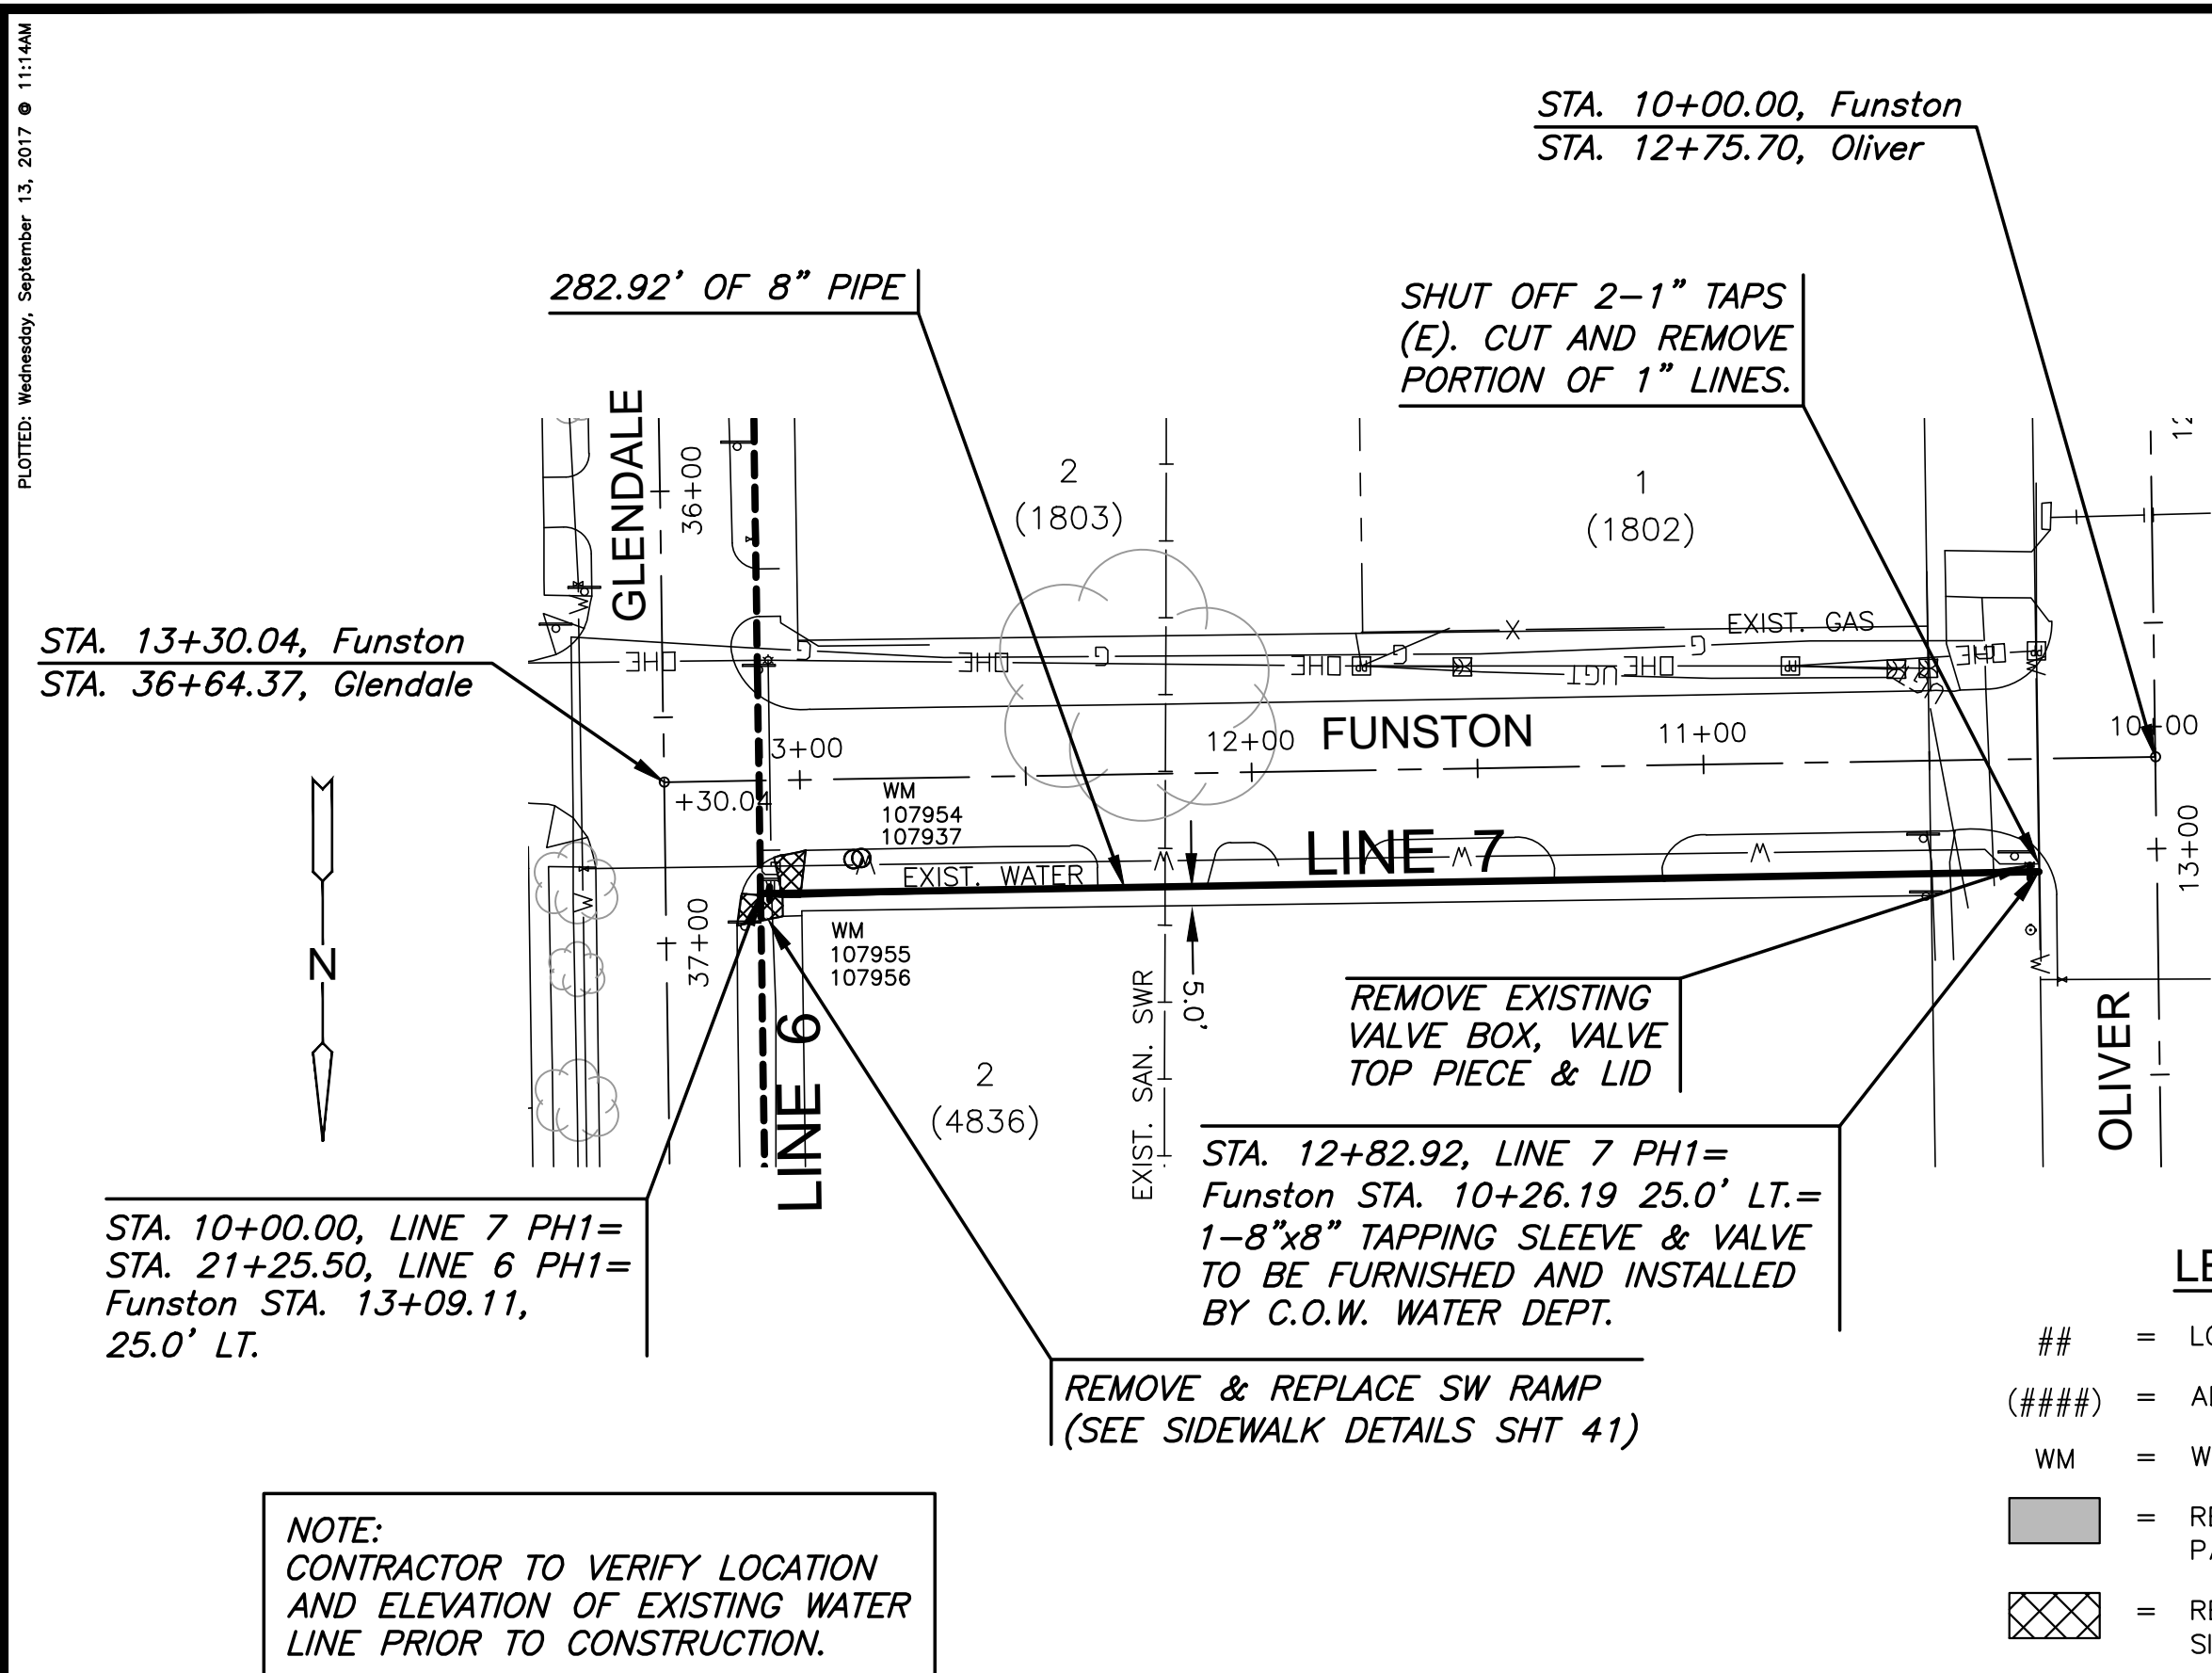 PLOTTED: Wednesday, September 13, 2017 @ 11:14AM
STA. 10+00.00, Funston
STA. 12+75.70, Oliver
282.92' OF 8" PIPE
SHUT OFF 2-1" TAPS
(E). CUT AND REMOVE
PORTION OF 1" LINES.
GLENDALE
36+00
2
(1803)
1
(1802)
EXIST. GAS
STA. 13+30.04, Funston
STA. 36+64.37, Glendale
OHE
G
OHE
G
OHE
G
UGT
OHE
G
OHE
3+00
12+00
FUNSTON
11+00
10+00
+30.04
WM
107954
107937
LINE 7
EXIST. WATER
W
W
W
W
13+00
N
37+00
WM
107955
107956
LINE 6
EXIST. SAN. SWR
5.0'
REMOVE EXISTING
VALVE BOX, VALVE
TOP PIECE & LID
OLIVER
2
(4836)
STA. 12+82.92, LINE 7 PH1=
Funston STA. 10+26.19 25.0' LT.=
1-8"x8" TAPPING SLEEVE & VALVE
TO BE FURNISHED AND INSTALLED
BY C.O.W. WATER DEPT.
STA. 10+00.00, LINE 7 PH1=
STA. 21+25.50, LINE 6 PH1=
Funston STA. 13+09.11,
25.0' LT.
REMOVE & REPLACE SW RAMP
(SEE SIDEWALK DETAILS SHT 41)
## =
(####) =
WM =
=
=
NOTE:
CONTRACTOR TO VERIFY LOCATION
AND ELEVATION OF EXISTING WATER
LINE PRIOR TO CONSTRUCTION.